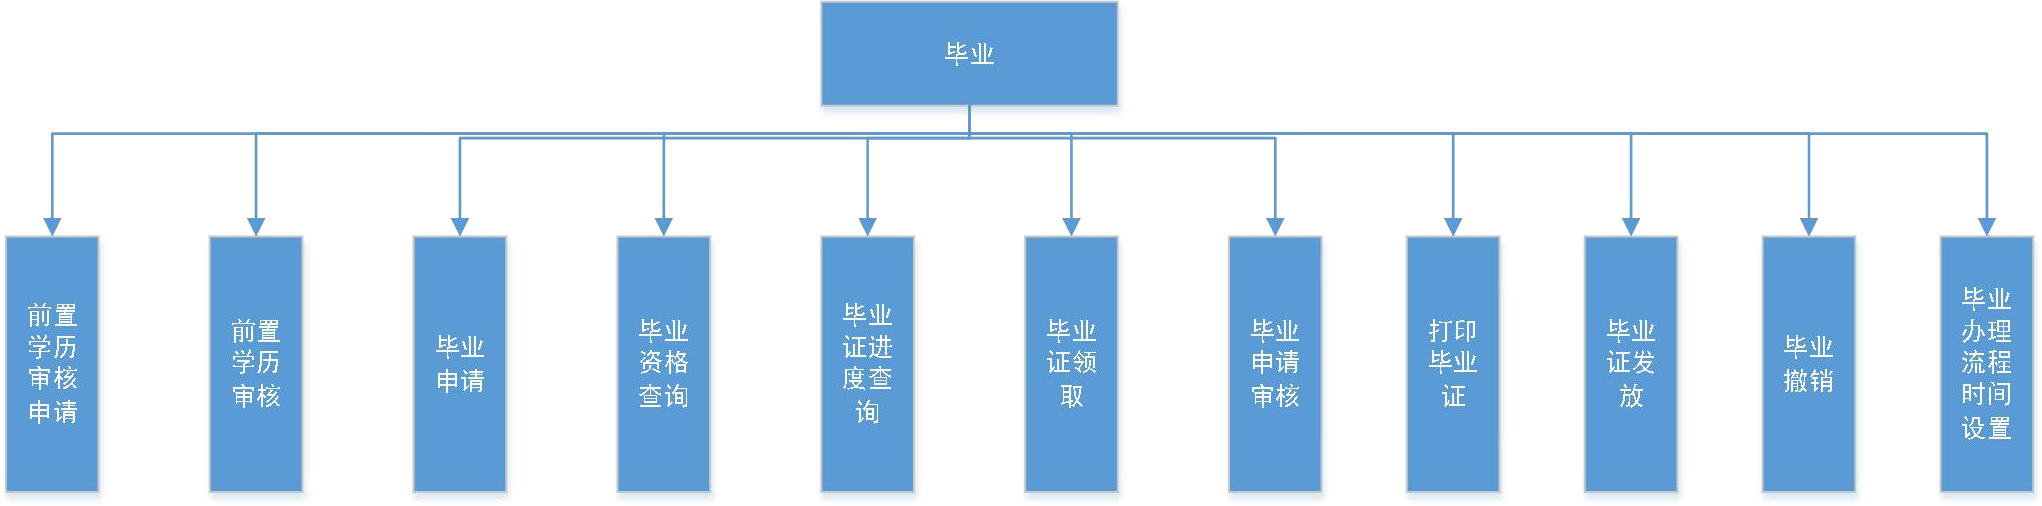 毕业
前置
学历
审核
申请
前置
学历
审核
毕业
申请
毕业
资格
查询
毕业
证进
度查
询
毕业
证领
取
毕业
申请
审核
打印
毕业
证
毕业
证发
放
毕业
撤销
毕业
办理
流程
时间
设置